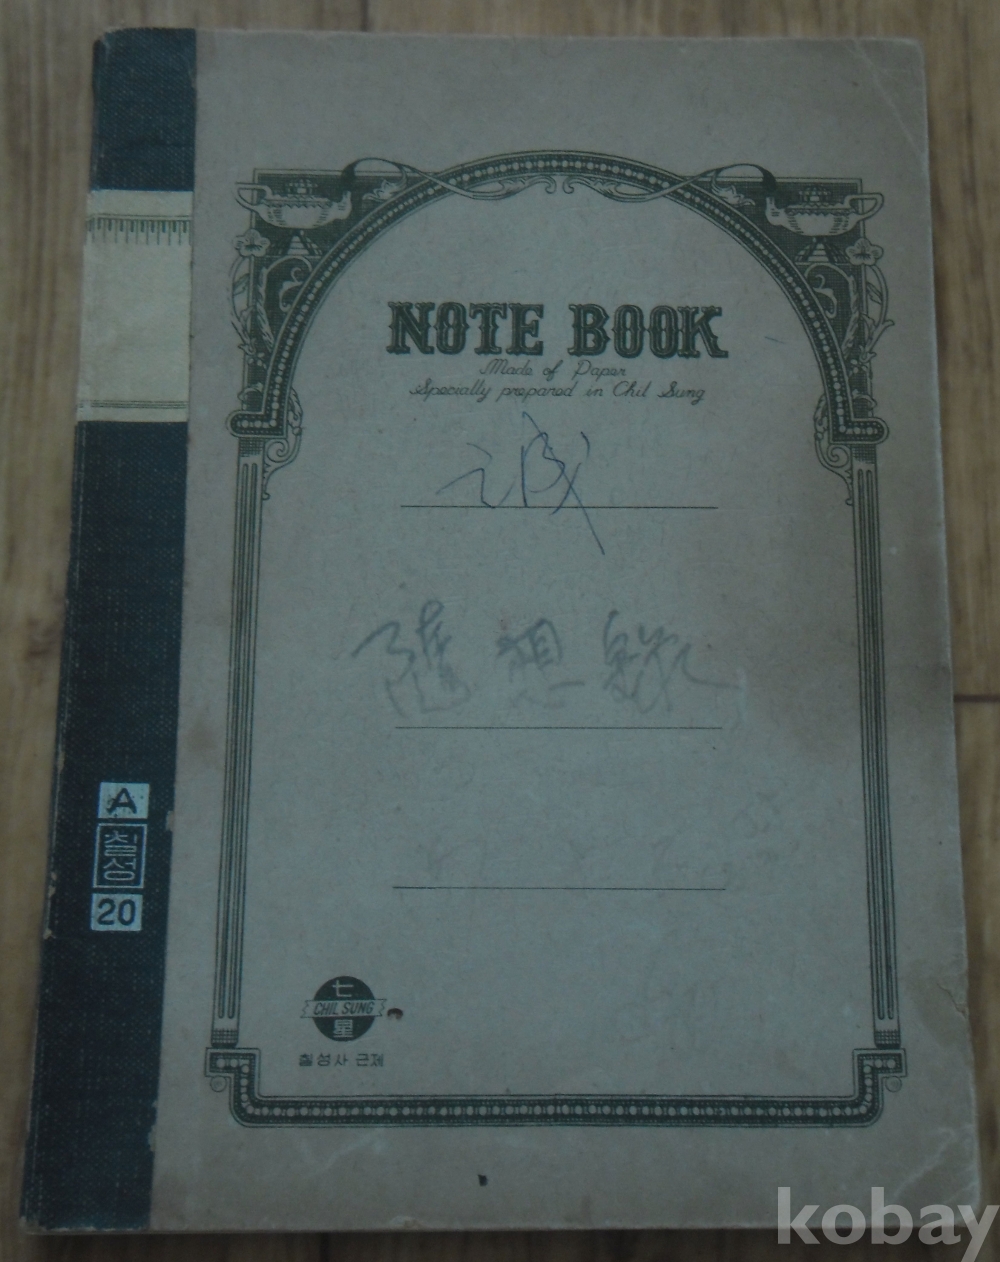 NOTE BOOK
Made of Paper
Specially prepared in Chil Sung
誠
隨想錄
A
칠성
20
七
CHIL SUNG
星
칠성사 근제
kobay